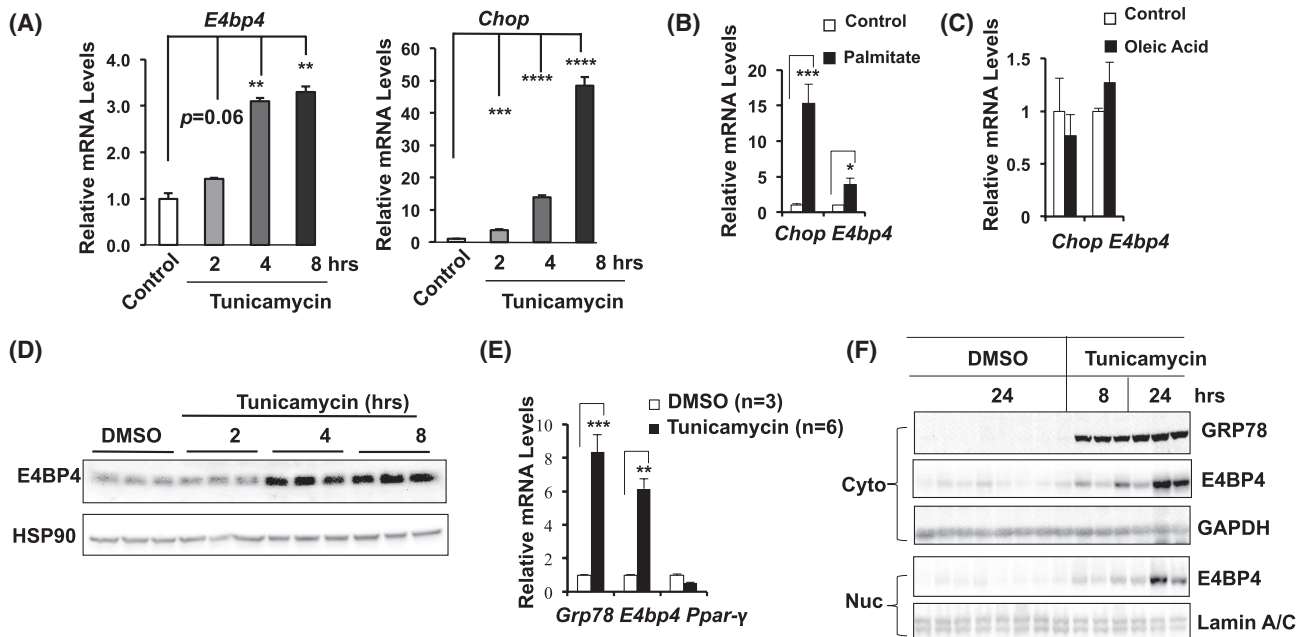 (A)
E4bp4
Relative mRNA Levels
4.0
3.0
2.0
1.0
0.0
p=0.06
**
**
Control
2 4 8 hrs
Tunicamycin
Chop
Relative mRNA Levels
60
50
40
30
20
10
0
***
****
****
Control
2 4 8 hrs
Tunicamycin
(B)
Control
Palmitate
Relative mRNA Levels
20
15
10
5
0
***
*
Chop E4bp4
(C)
Control
Oleic Acid
Relative mRNA Levels
1.5
1
0.5
0
Chop E4bp4
(D)
Tunicamycin (hrs)
DMSO 2 4 8
E4BP4
HSP90
(E)
DMSO (n=3)
Tunicamycin (n=6)
Relative mRNA Levels
10
8
6
4
2
0
***
**
Grp78 E4bp4 Ppar-γ
(F)
DMSO Tunicamycin
24 8 24 hrs
Cyto
GRP78
E4BP4
GAPDH
Nuc
E4BP4
Lamin A/C